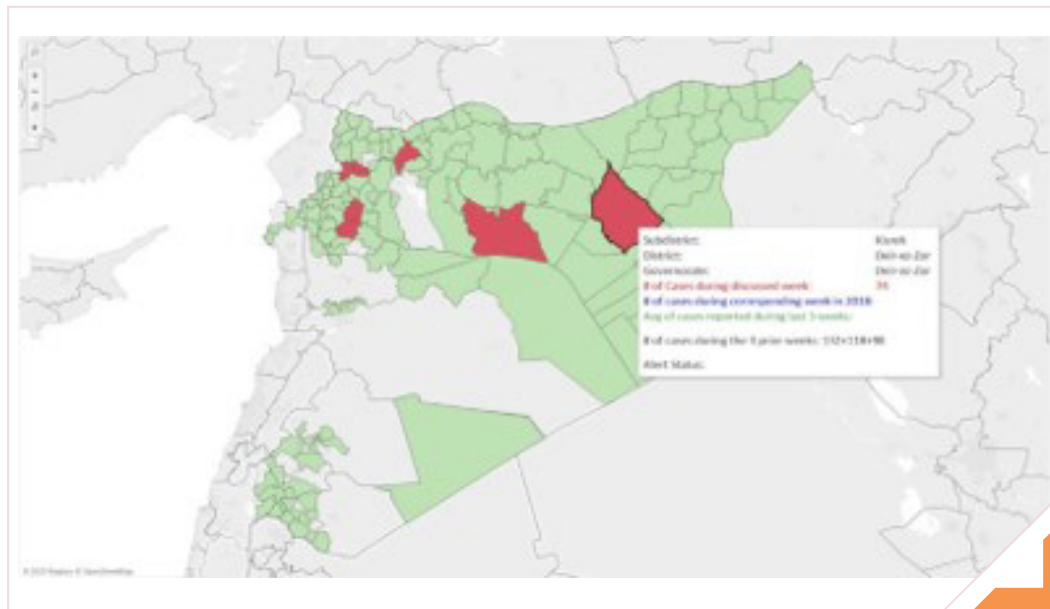 Subdistrict: Kisreh
District: Deir-ez-Zor
Governorate: Deir-ez-Zor
# of Cases during discussed week:
# of cases during corresponding week in 2018:
Avg of cases reported during last 3 weeks:
# of cases during the 3 prior weeks:
Alert Status: